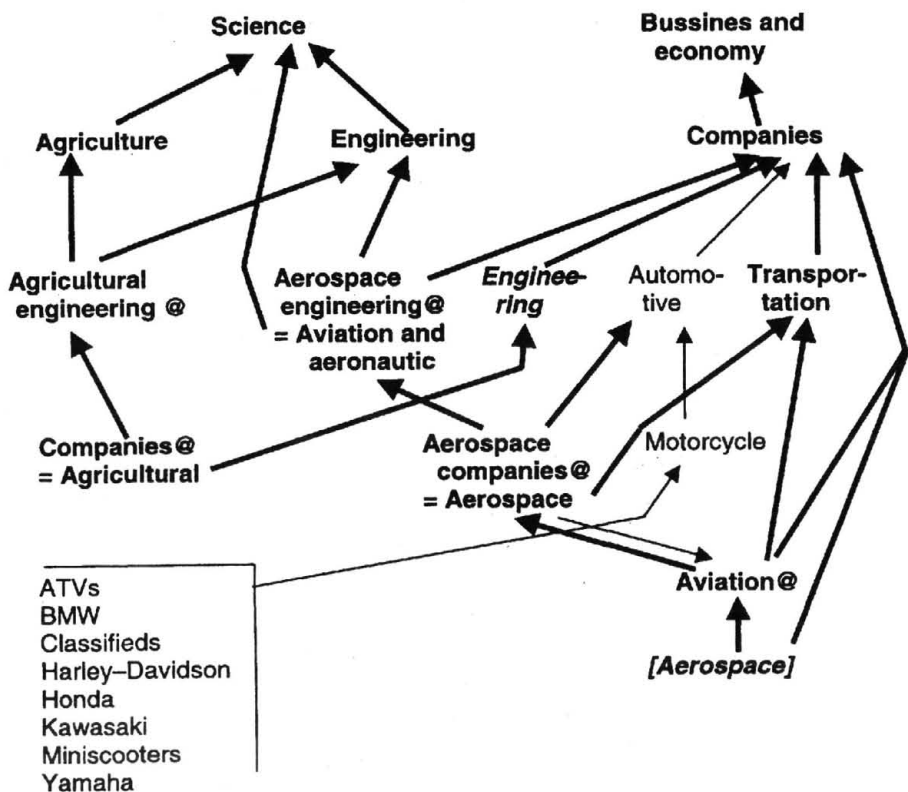 Science
Bussines and
economy
Agriculture
Engineering
Companies
Agricultural
engineering @
Aerospace
engineering@
= Aviation and
aeronautic
Enginee-
ring
Automo-
tive
Transpor-
tation
Companies@
= Agricultural
Aerospace
companies@
= Aerospace
Motorcycle
Aviation@
[Aerospace]
ATVs
BMW
Classifieds
Harley–Davidson
Honda
Kawasaki
Miniscooters
Yamaha